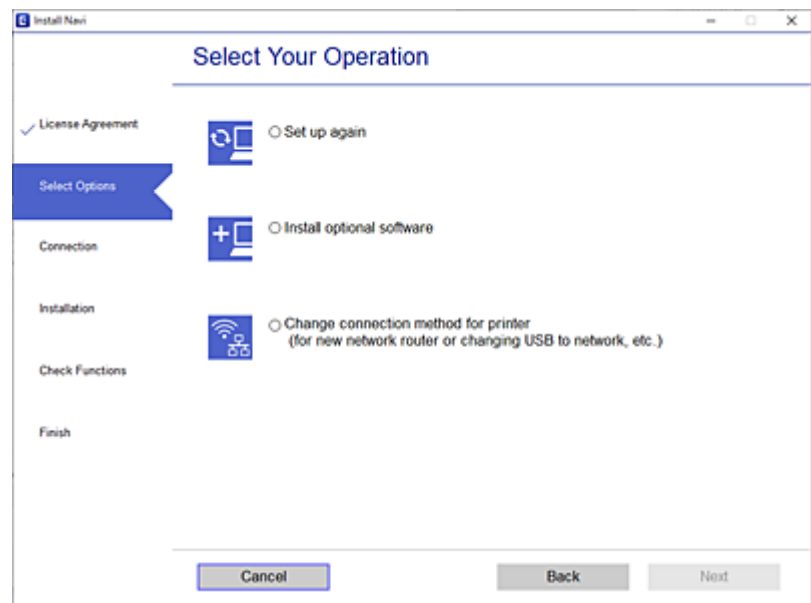 Install Navi
Select Your Operation
License Agreement
Select Options
Connection
Installation
Check Functions
Finish
Set up again
Install optional software
Change connection method for printer
(for new network router or changing USB to network, etc.)
Cancel
Back
Next